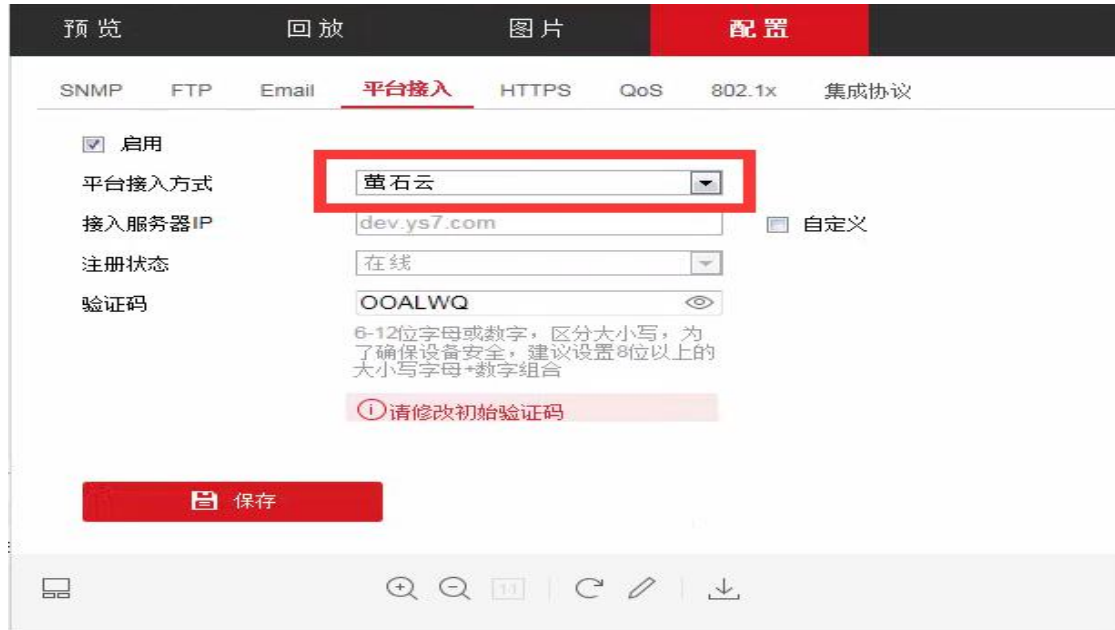 预览 回放 图片 配置
SNMP FTP Email 平台接入 HTTPS QoS 802.1x 集成协议
启用
平台接入方式 萤石云
接入服务器IP dev.ys7.com 自定义
注册状态 在线
验证码 OOALWQ
6-12位字母或数字，区分大小写，为
了确保设备安全，建议设置8位以上的
大小写字母+数字组合
请修改初始验证码
保存
1:1